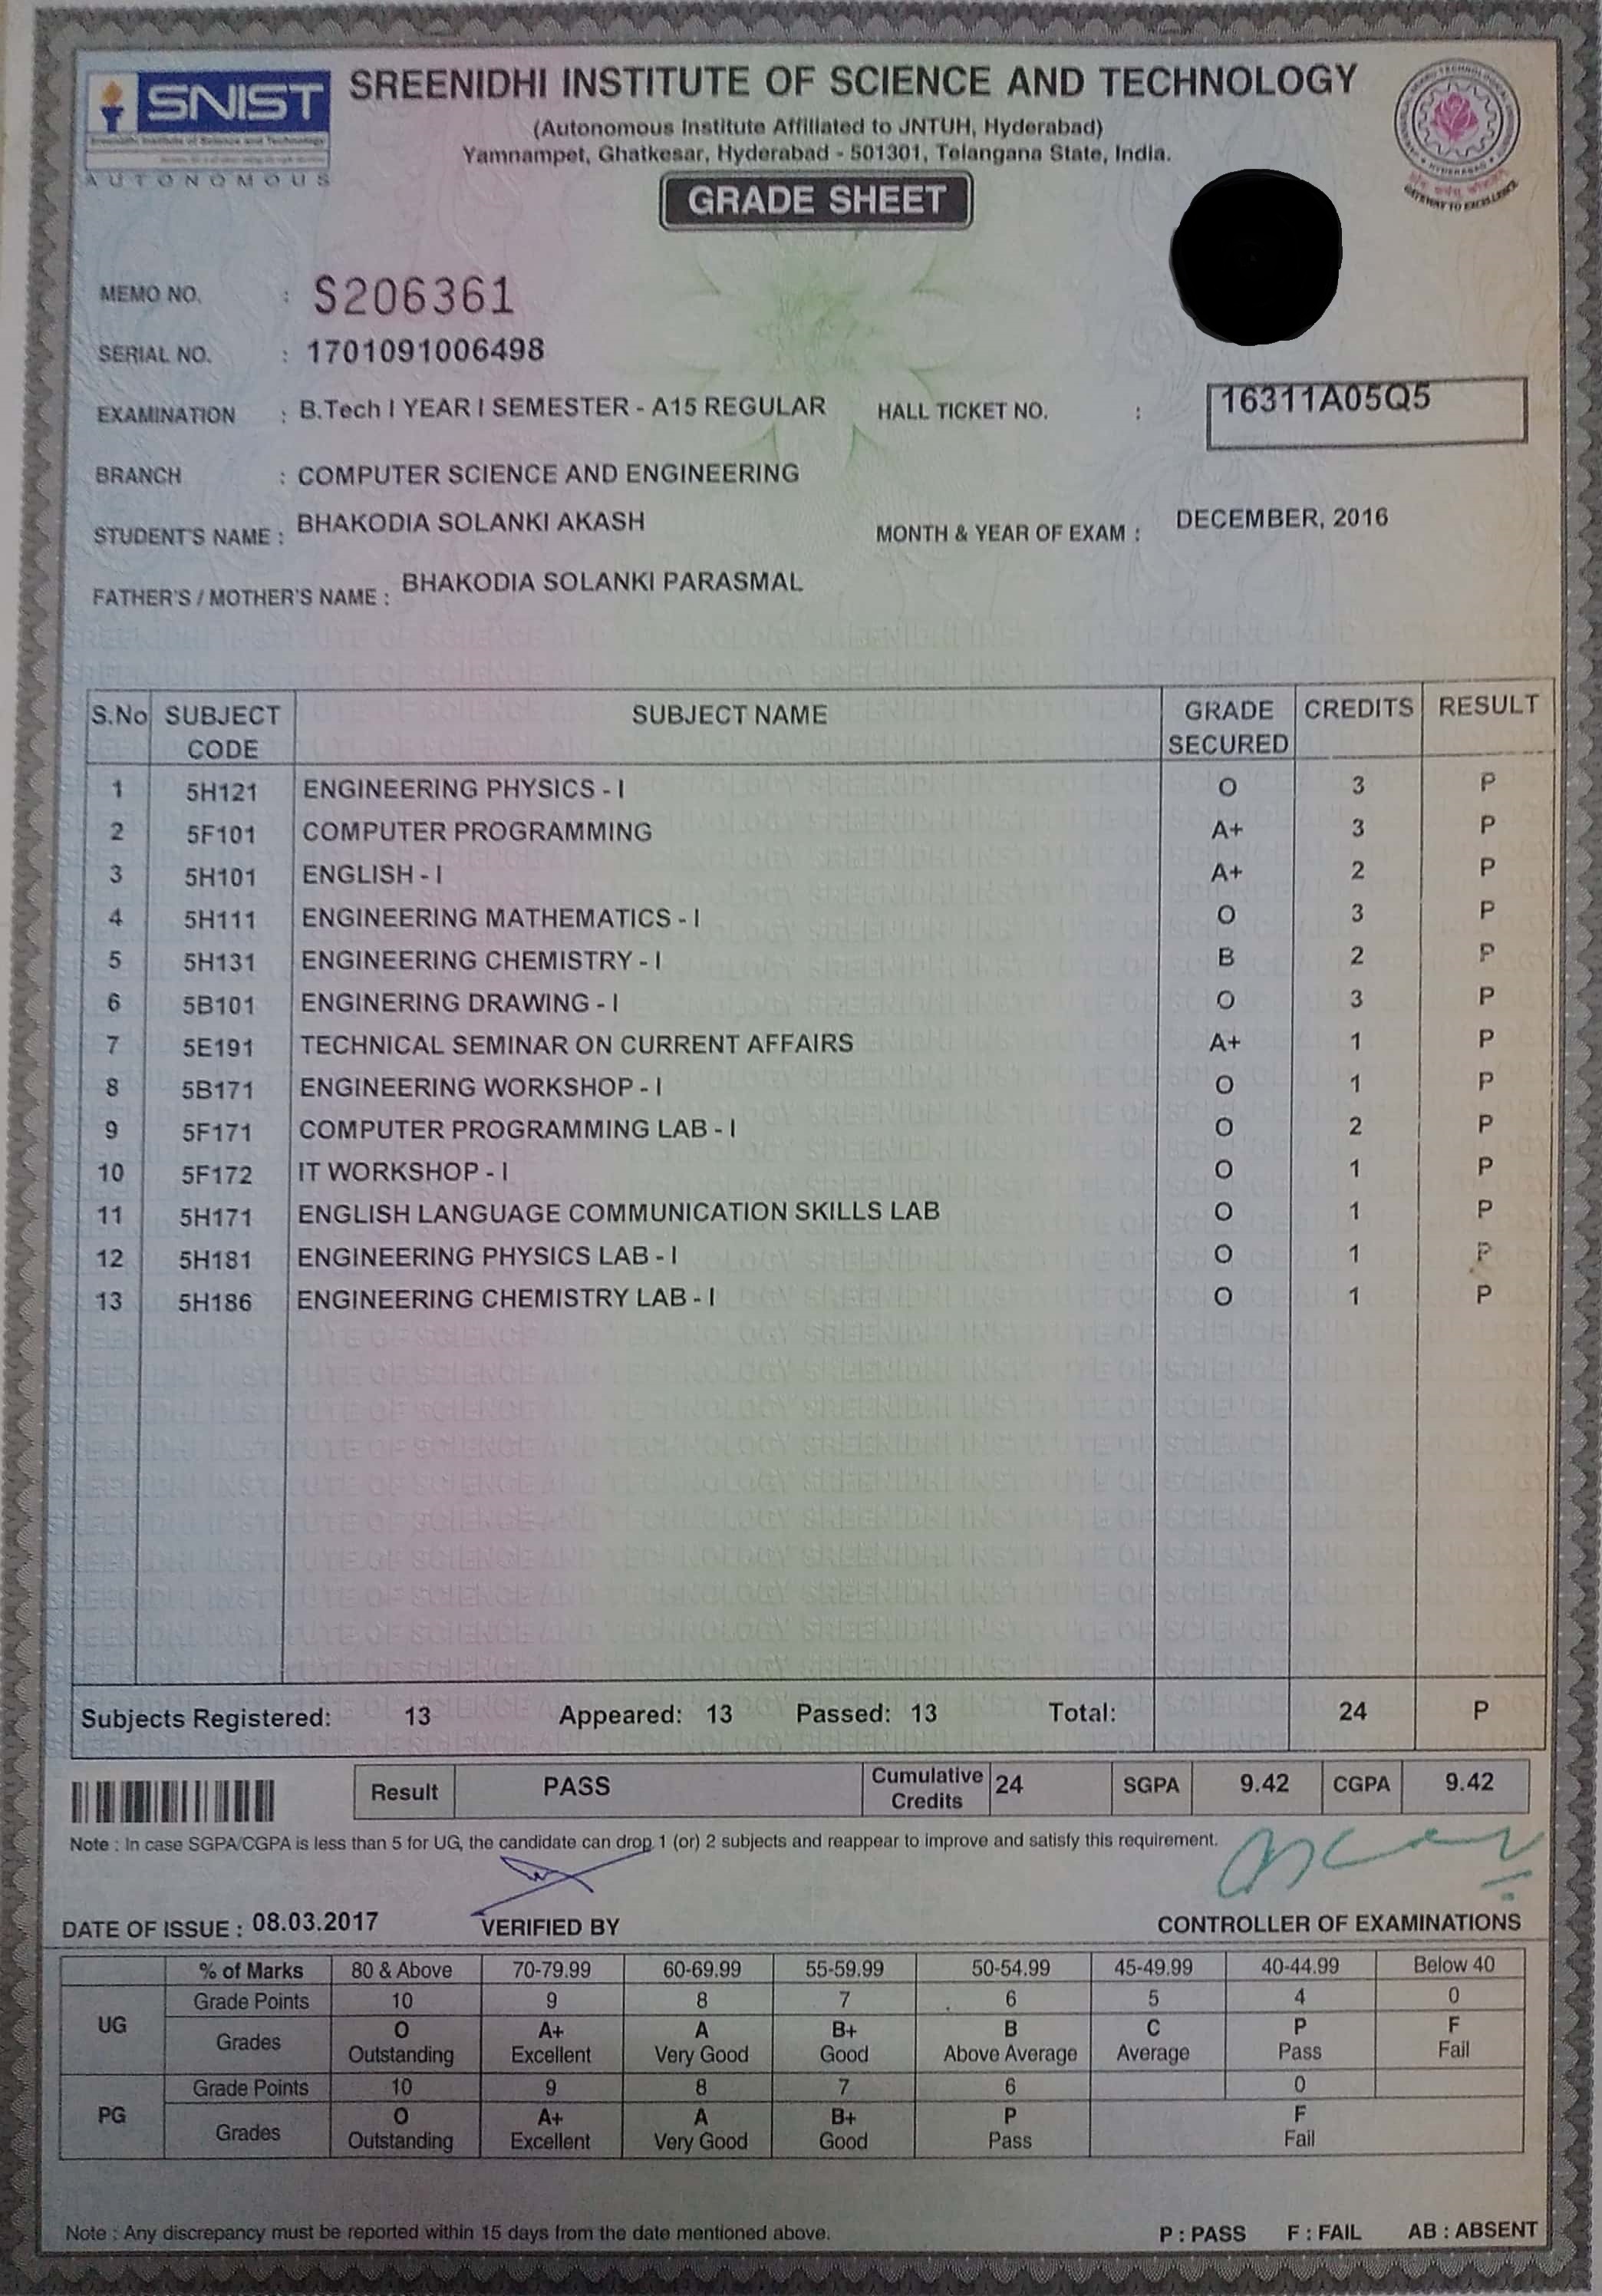 SNIST
Sreenidhi Institute of Science and Technology
AUTONOMOUS
SREENIDHI INSTITUTE OF SCIENCE AND TECHNOLOGY
(Autonomous Institute Affiliated to JNTUH, Hyderabad)
Yamnampet, Ghatkesar, Hyderabad - 501301, Telangana State, India.
GRADE SHEET
GATEWAY TO EXCELLENCE
MEMO NO. : S206361
SERIAL NO. : 1701091006498
EXAMINATION : B.Tech I YEAR I SEMESTER - A15 REGULAR HALL TICKET NO. : 16311A05Q5
BRANCH : COMPUTER SCIENCE AND ENGINEERING
STUDENT'S NAME : BHAKODIA SOLANKI AKASH MONTH & YEAR OF EXAM : DECEMBER, 2016
FATHER'S / MOTHER'S NAME : BHAKODIA SOLANKI PARASMAL
S.No SUBJECT CODE SUBJECT NAME GRADE SECURED CREDITS RESULT
1 5H121 ENGINEERING PHYSICS - I O 3 P
2 5F101 COMPUTER PROGRAMMING A+ 3 P
3 5H101 ENGLISH - I A+ 2 P
4 5H111 ENGINEERING MATHEMATICS - I O 3 P
5 5H131 ENGINEERING CHEMISTRY - I B 2 P
6 5B101 ENGINERING DRAWING - I O 3 P
7 5E191 TECHNICAL SEMINAR ON CURRENT AFFAIRS A+ 1 P
8 5B171 ENGINEERING WORKSHOP - I O 1 P
9 5F171 COMPUTER PROGRAMMING LAB - I O 2 P
10 5F172 IT WORKSHOP - I O 1 P
11 5H171 ENGLISH LANGUAGE COMMUNICATION SKILLS LAB O 1 P
12 5H181 ENGINEERING PHYSICS LAB - I O 1 P
13 5H186 ENGINEERING CHEMISTRY LAB - I O 1 P
Subjects Registered: 13 Appeared: 13 Passed: 13 Total: 24 P
Result PASS Cumulative Credits 24 SGPA 9.42 CGPA 9.42
Note : In case SGPA/CGPA is less than 5 for UG, the candidate can drop 1 (or) 2 subjects and reappear to improve and satisfy this requirement.
DATE OF ISSUE : 08.03.2017 VERIFIED BY CONTROLLER OF EXAMINATIONS
% of Marks 80 & Above 70-79.99 60-69.99 55-59.99 50-54.99 45-49.99 40-44.99 Below 40
UG Grade Points 10 9 8 7 6 5 4 0
Grades O A+ A B+ B C P F
Outstanding Excellent Very Good Good Above Average Average Pass Fail
PG Grade Points 10 9 8 7 6 0
Grades O A+ A B+ P F
Outstanding Excellent Very Good Good Pass Fail
Note : Any discrepancy must be reported within 15 days from the date mentioned above.
P : PASS F : FAIL AB : ABSENT